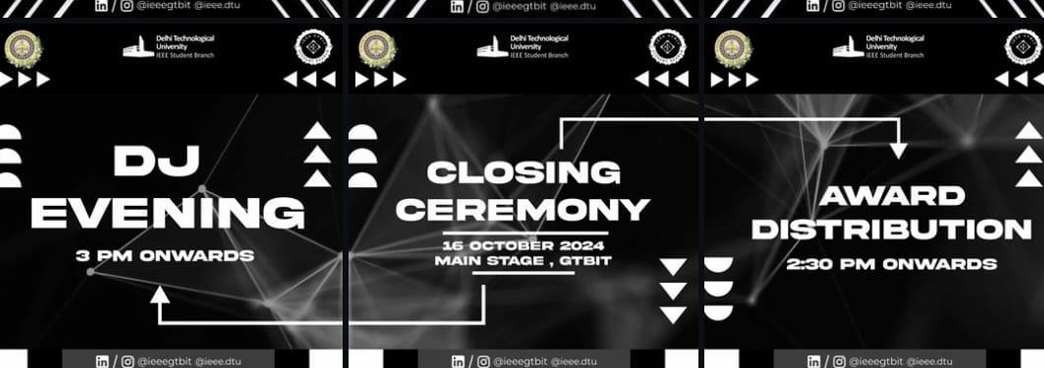 @ieeegtbit @ieee.dtu
@ieeegtbit @ieee.dtu
@ieeegtbit @ieee.dtu
Delhi Technological
University
IEEE Student Branch
DJ
EVENING
3 PM ONWARDS
in / @ieeegtbit @ieee.dtu
Delhi Technological
University
IEEE Student Branch
CLOSING
CEREMONY
16 OCTOBER 2024
MAIN STAGE , GTBIT
in / @ieeegtbit @ieee.dtu
Delhi Technological
University
IEEE Student Branch
AWARD
DISTRIBUTION
2:30 PM ONWARDS
in / @ieeegtbit @ieee.dtu